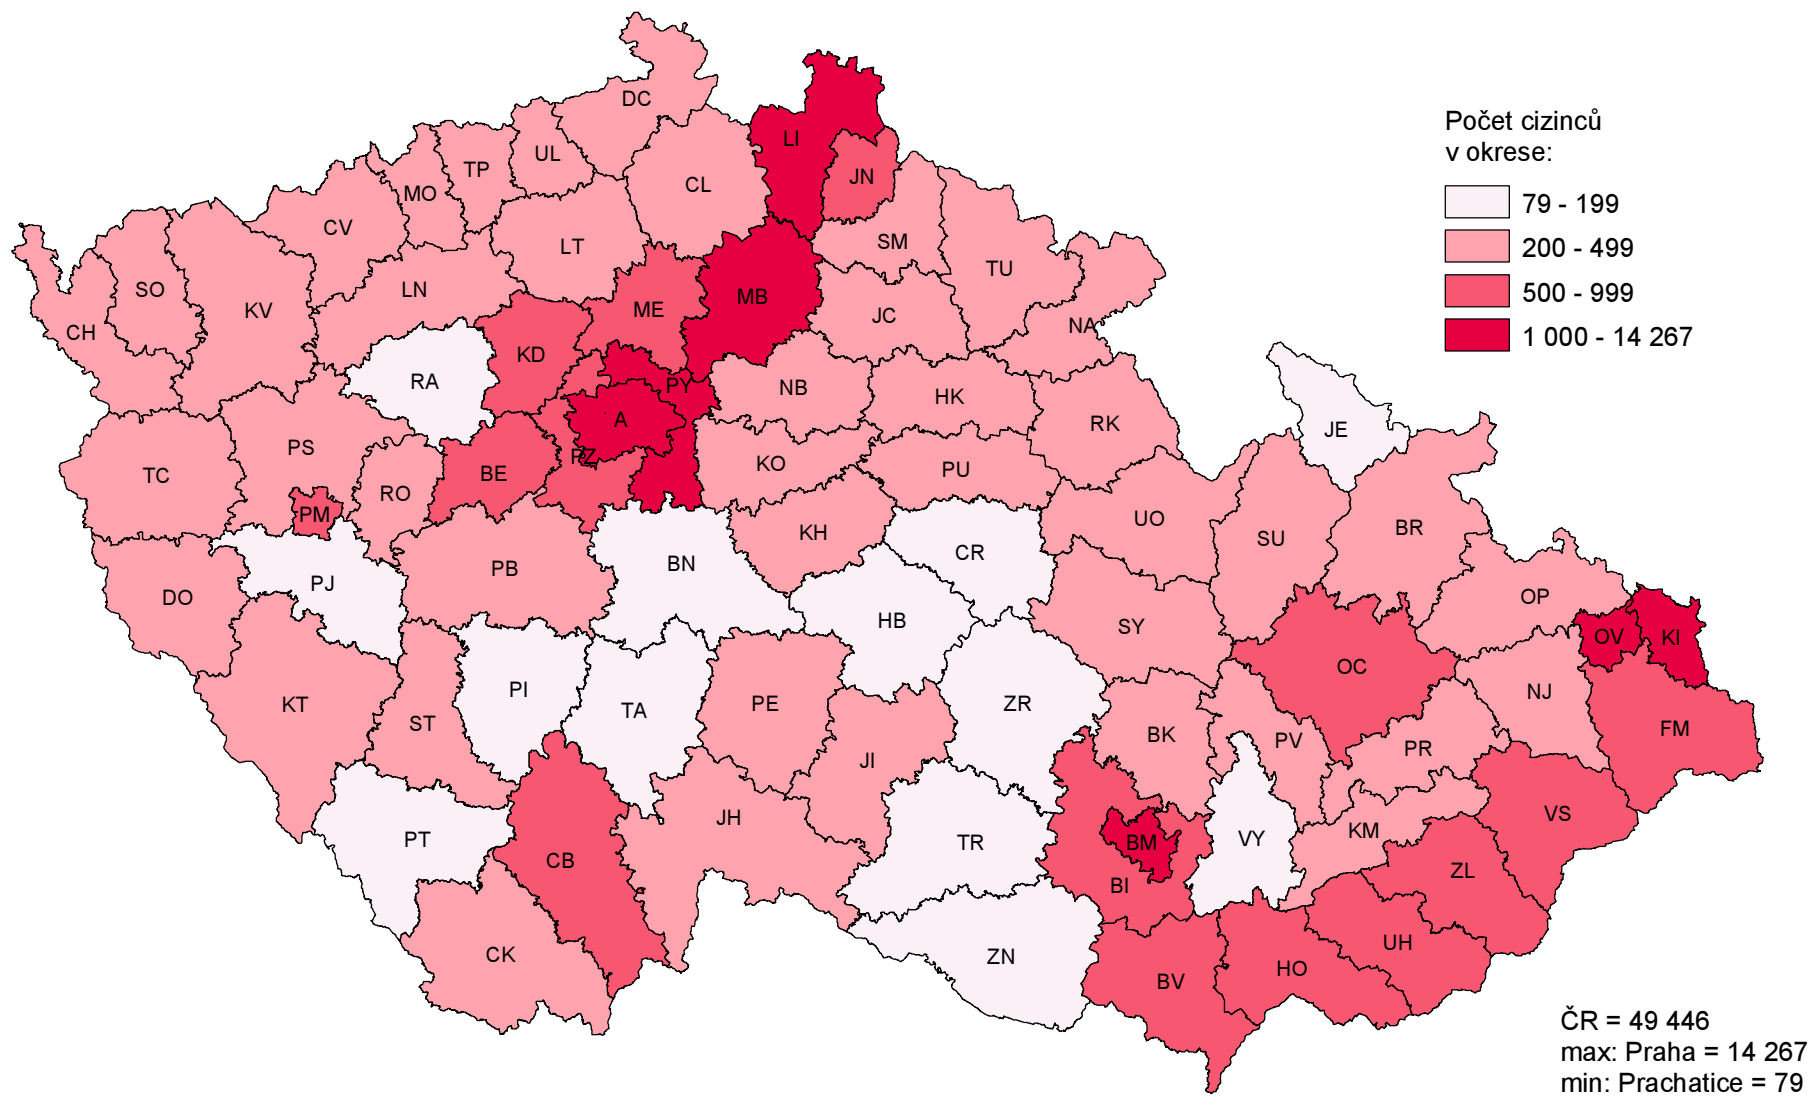 DC
LI
Počet cizinců
v okrese:
UL
TP
JN
CL
MO
79 - 199
CV
SM
LT
200 - 499
TU
SO
LN
500 - 999
MB
KV
ME
JC
NA
CH
1 000 - 14 267
KD
RA
PY
NB
HK
A
RK
JE
PS
PZ
KO
PU
TC
BE
RO
PM
UO
BR
KH
SU
CR
BN
PB
PJ
DO
OP
HB
SY
OV
KI
OC
PI
NJ
ZR
PE
KT
TA
ST
FM
BK
PV
PR
JI
VS
JH
KM
PT
TR
BM
VY
CB
ZL
BI
UH
CK
ZN
HO
BV
ČR = 49 446
max: Praha = 14 267
min: Prachatice = 79